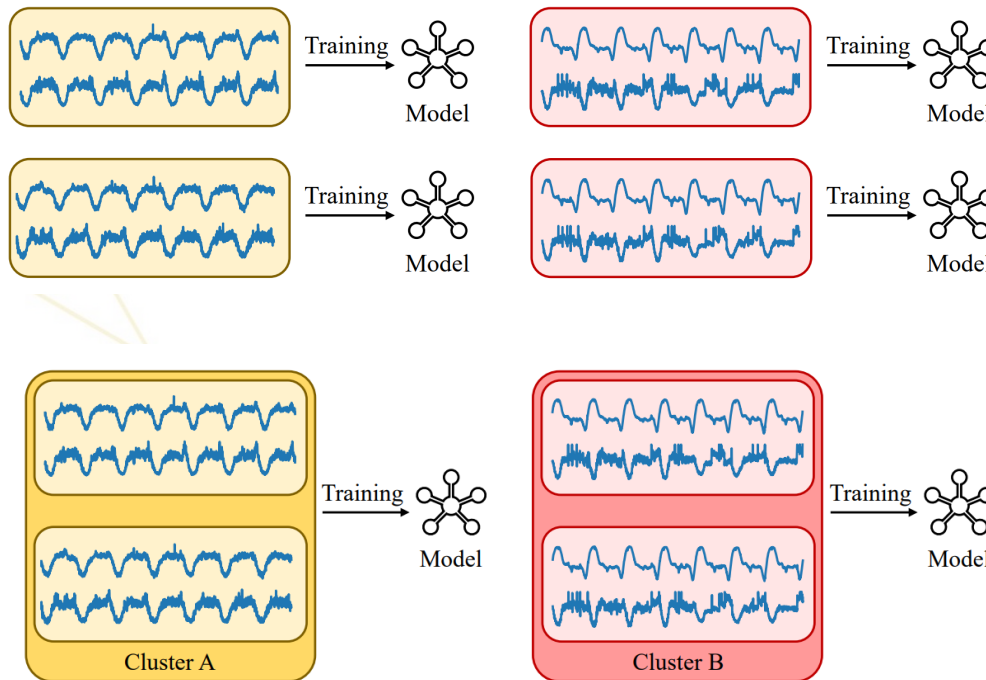 Training
Model
Training
Model
Training
Model
Training
Model
Training
Model
Cluster A
Training
Model
Cluster B